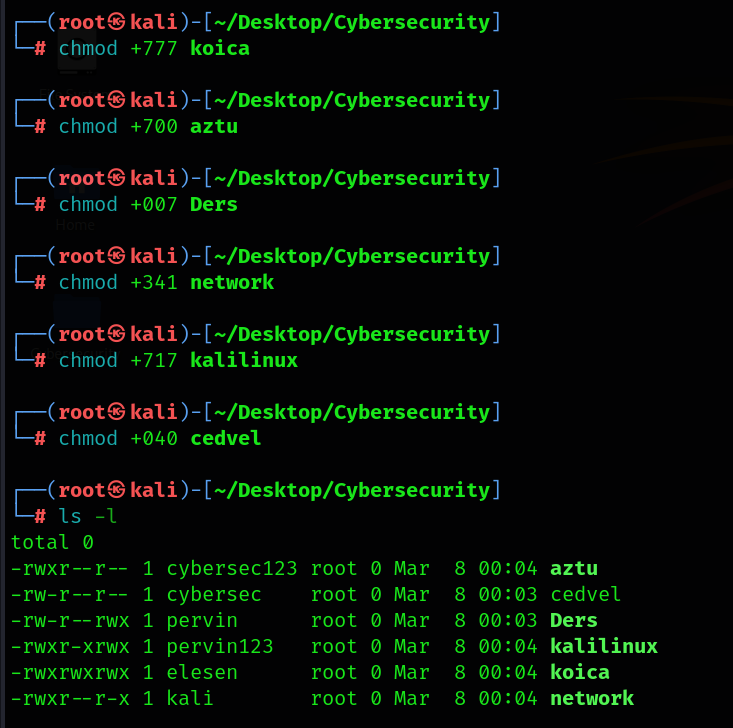 ┌──(root㉿kali)-[~/Desktop/Cybersecurity]
└─# chmod +777 koica
┌──(root㉿kali)-[~/Desktop/Cybersecurity]
└─# chmod +700 aztu
┌──(root㉿kali)-[~/Desktop/Cybersecurity]
└─# chmod +007 Ders
┌──(root㉿kali)-[~/Desktop/Cybersecurity]
└─# chmod +341 network
┌──(root㉿kali)-[~/Desktop/Cybersecurity]
└─# chmod +717 kalilinux
┌──(root㉿kali)-[~/Desktop/Cybersecurity]
└─# chmod +040 cedvel
┌──(root㉿kali)-[~/Desktop/Cybersecurity]
└─# ls -l
total 0
-rwxr--r-- 1 cybersec123 root 0 Mar  8 00:04 aztu
-rw-r--r-- 1 cybersec    root 0 Mar  8 00:03 cedvel
-rw-r--rwx 1 pervin      root 0 Mar  8 00:03 Ders
-rwxr-xrwx 1 pervin123   root 0 Mar  8 00:04 kalilinux
-rwxrwxrwx 1 elesen      root 0 Mar  8 00:04 koica
-rwxr--r-x 1 kali        root 0 Mar  8 00:04 network
Home